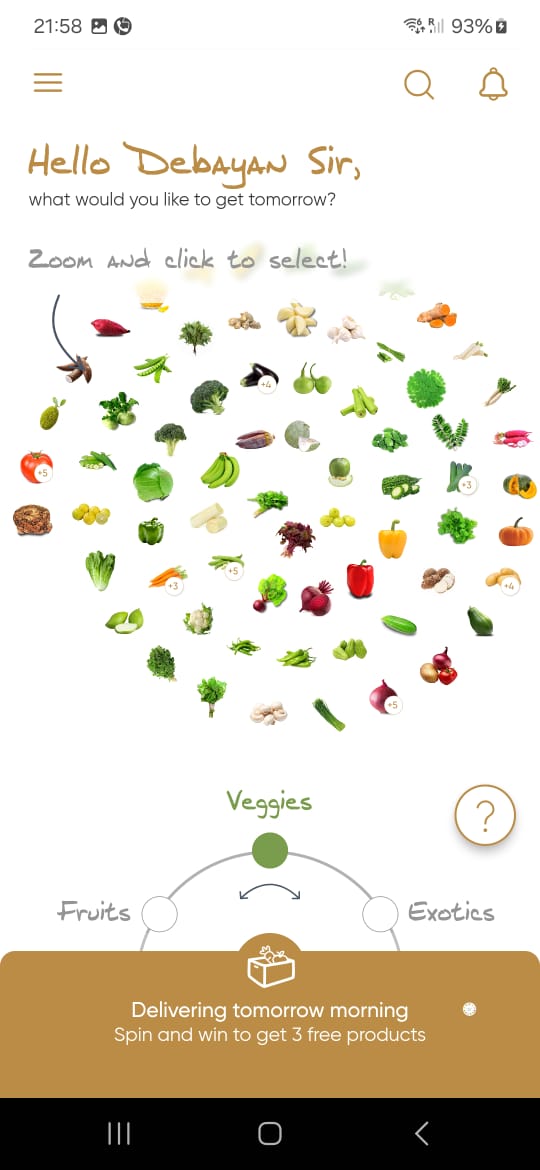 21:58
93%
Hello Debayan Sir,
what would you like to get tomorrow?
Zoom and click to select!
+4
+5
+3
+5
+3
+4
+5
Veggies
?
Fruits
Exotics
Delivering tomorrow morning
Spin and win to get 3 free products